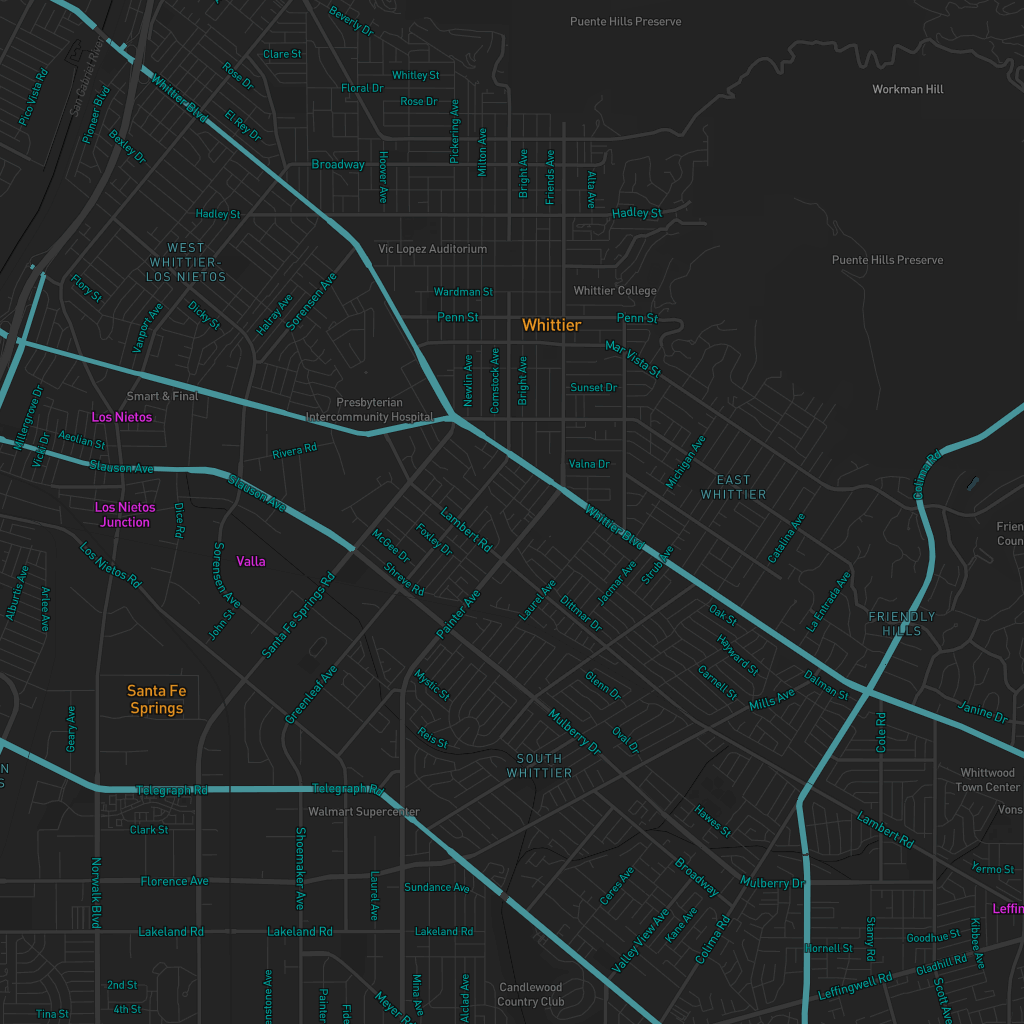 Beverly Dr
Puente Hills Preserve
Clare St
Rose Dr
Whitley St
Floral Dr
Rose Dr
Workman Hill
Pico Vista Rd
San Gabriel River
Pioneer Blvd
Whittier Blvd
El Rey Dr
Bexley Dr
Pickering Ave
Milton Ave
Broadway
Hoover Ave
Bright Ave
Friends Ave
Alta Ave
Hadley St
Hadley St
WEST
WHITTIER-
LOS NIETOS
Vic Lopez Auditorium
Puente Hills Preserve
Flory St
Vanport Ave
Dicky St
Halray Ave
Sorensen Ave
Wardman St
Whittier College
Penn St
Whittier
Penn St
Mar Vista St
Newlin Ave
Comstock Ave
Bright Ave
Sunset Dr
Smart & Final
Presbyterian
Intercommunity Hospital
Los Nietos
Millergrove Dr
Vicki Dr
Aeolian St
Slauson Ave
Rivera Rd
Slauson Ave
Valna Dr
Michigan Ave
EAST
WHITTIER
Colima Rd
Los Nietos
Junction
Dice Rd
Lambert Rd
Foxley Dr
McGee Dr
Whittier Blvd
Catalina Ave
Frien
Coun
Valla
Los Nietos Rd
Sorensen Ave
Shreve Rd
Strub Ave
Jacmar Ave
Laurel Ave
Dittmar Dr
Painter Ave
Alburtis Ave
Arlee Ave
John St
Santa Fe Springs Rd
Oak St
La Entrada Ave
FRIENDLY
HILLS
Hayward St
Carnell St
Dalman St
Mills Ave
Janine Dr
Santa Fe
Springs
Mystic St
Glenn Dr
Greenleaf Ave
Geary Ave
Reis St
Mulberry Dr
Oval Dr
Cole Rd
SOUTH
WHITTIER
N
S
Whittwood
Town Center
Telegraph Rd
Telegraph Rd
Walmart Supercenter
Vons
Clark St
Hawes St
Lambert Rd
Norwalk Blvd
Florence Ave
Shoemaker Ave
Laurel Ave
Sundance Ave
Ceres Ave
Broadway
Mulberry Dr
Yermo St
Leffin
Lakeland Rd
Lakeland Rd
Lakeland Rd
Valley View Ave
Kane Ave
Colima Rd
Hornell St
Stamy Rd
Goodhue St
Kibbee Ave
Gladhill Rd
Leffingwell Rd
Scott Ave
2nd St
4th St
Tina St
enstone Ave
Painter
Fide
Meyer Rd
Mina Ave
Alclad Ave
Candlewood
Country Club